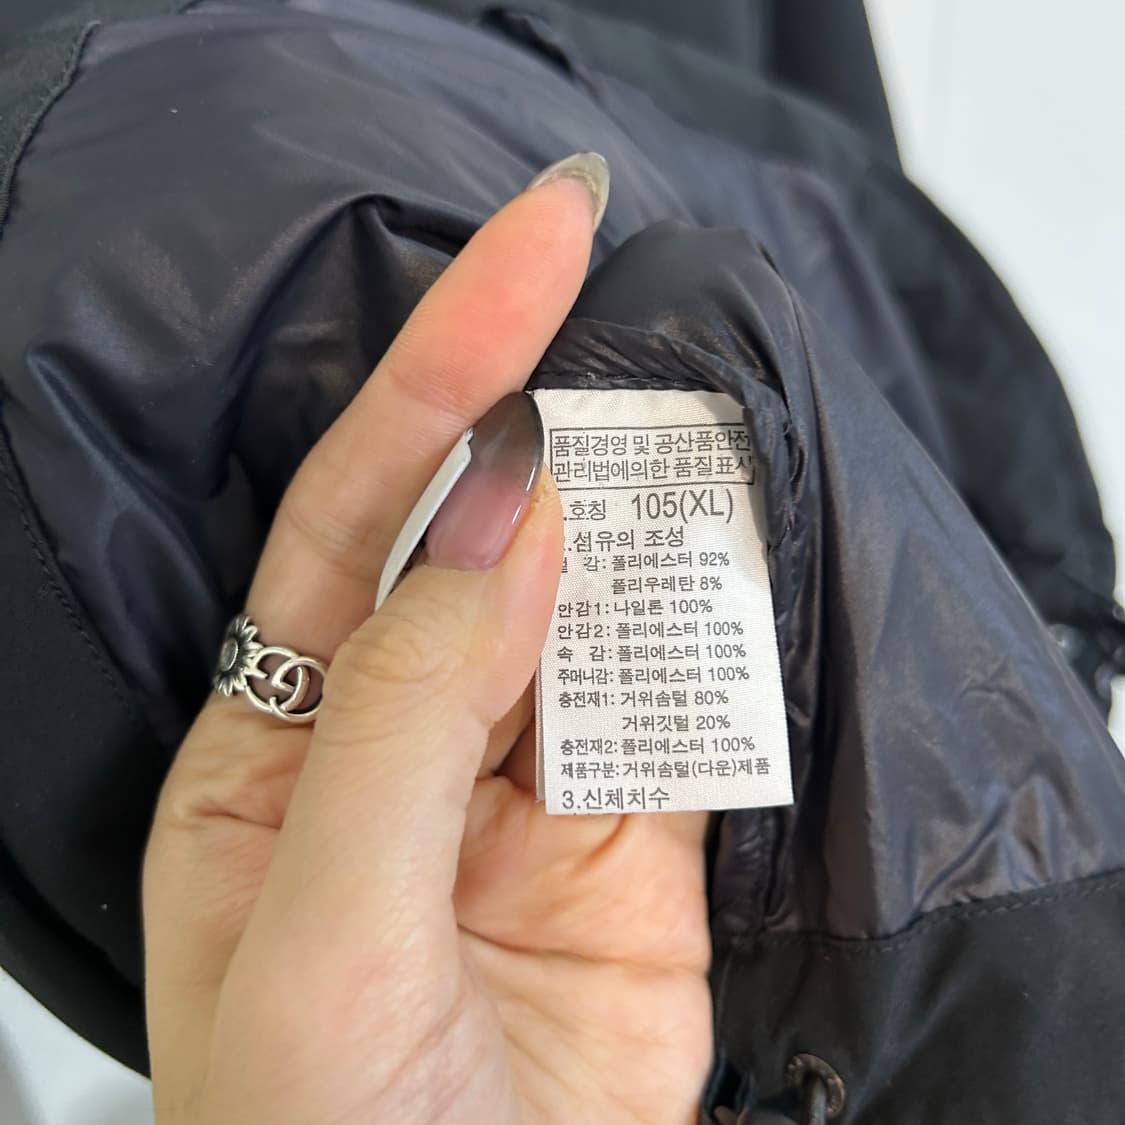 품질경영 및 공산품안전
관리법에의한 품질표시
.호칭 105(XL)
.섬유의 조성
감: 폴리에스터 92%
폴리우레탄 8%
안감1: 나일론 100%
안감2: 폴리에스터 100%
속 감: 폴리에스터 100%
주머니감: 폴리에스터 100%
충전재1: 거위솜털 80%
거위깃털 20%
충전재2: 폴리에스터 100%
제품구분: 거위솜털(다운)제품
3.신체치수